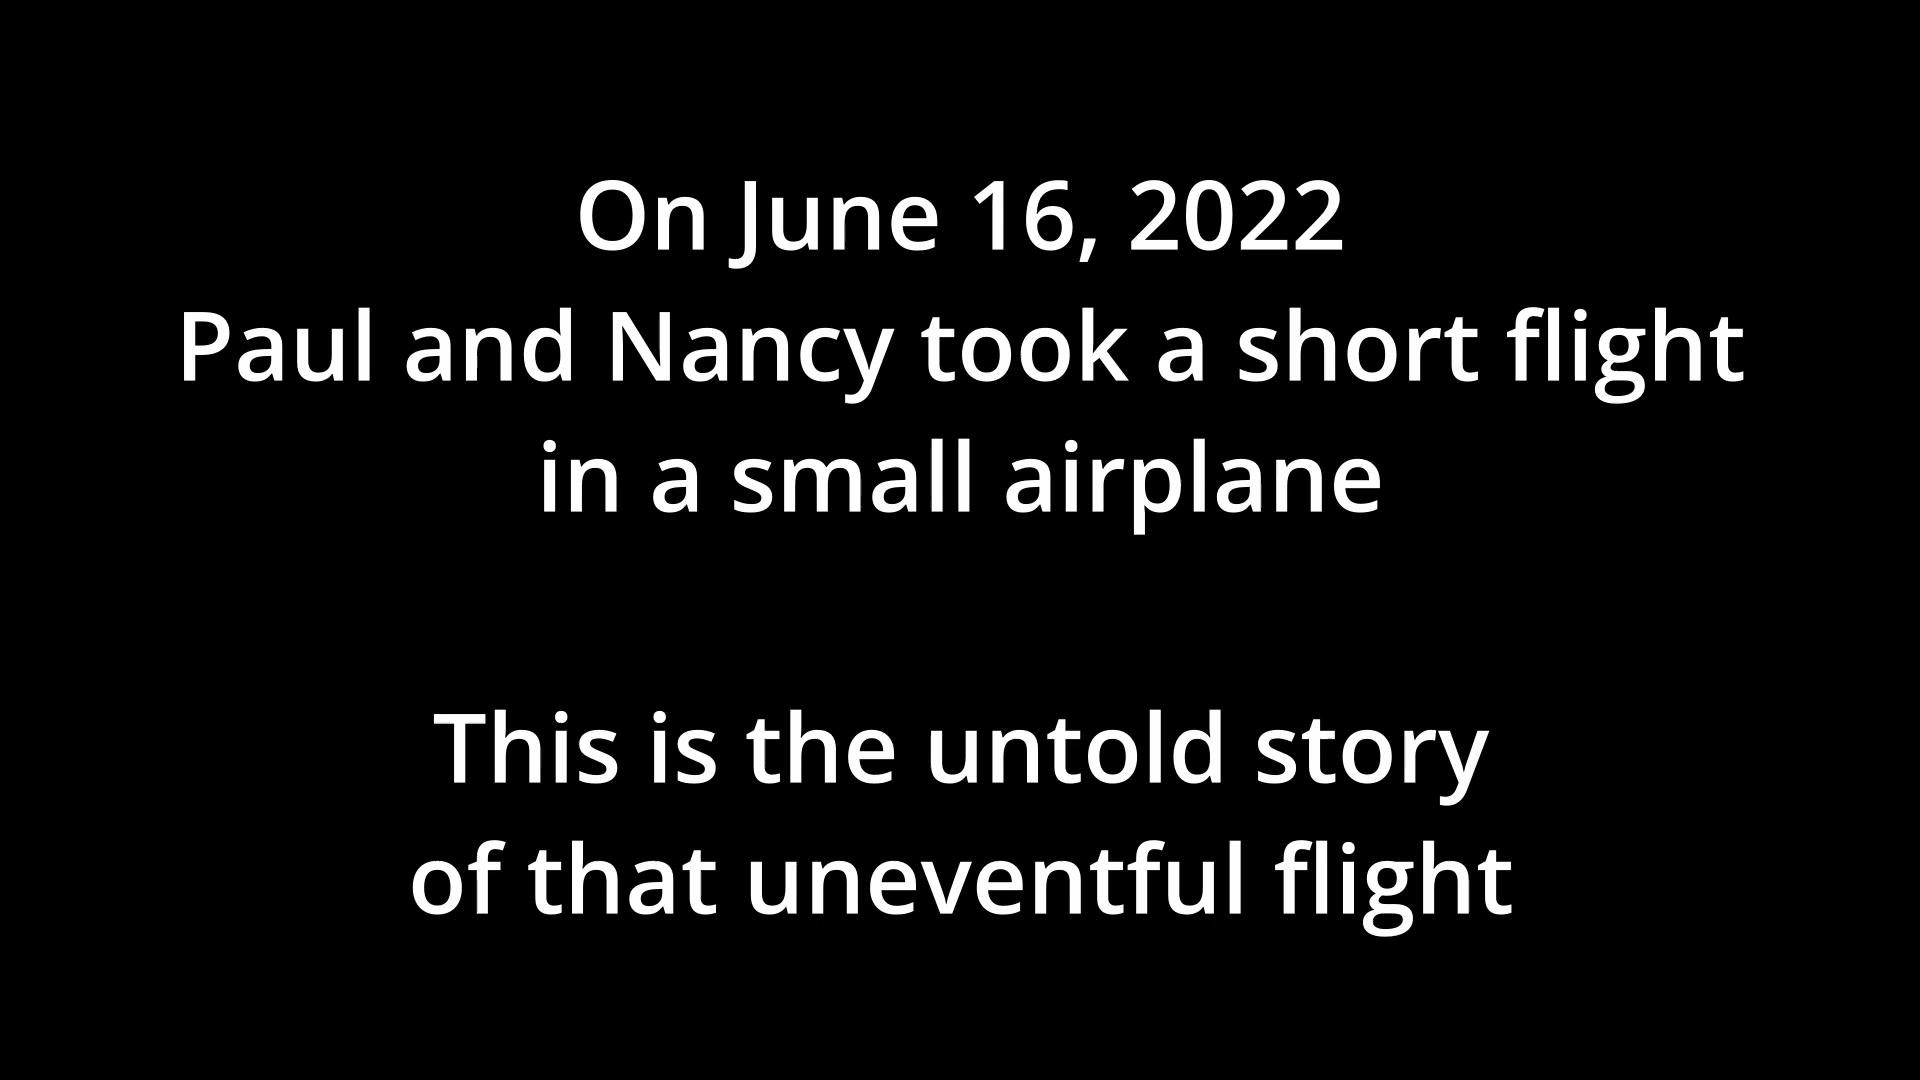 On June 16, 2022
Paul and Nancy took a short flight
in a small airplane
This is the untold story
of that uneventful flight